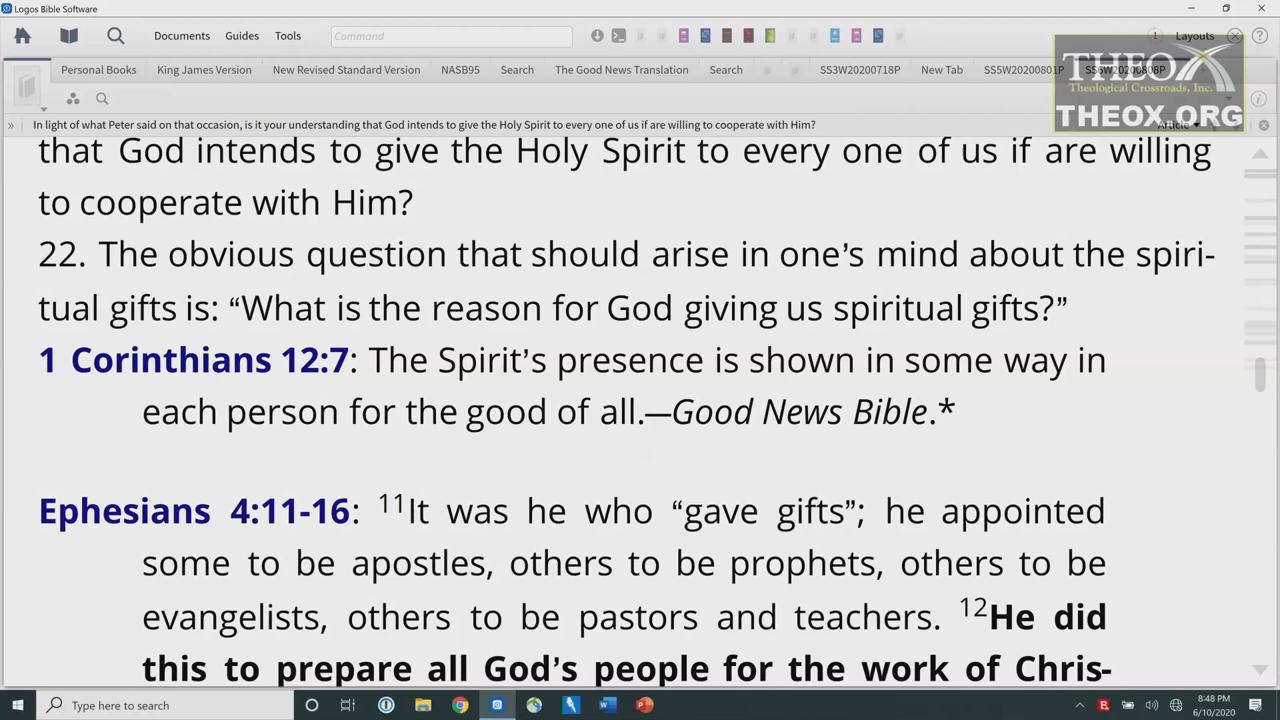 Logos Bible Software
Documents Guides Tools Command Layouts
Personal Books King James Version New Revised Stan Search The Good News Translation Search SS3W20200718P New Tab SS5W20200801P SS6W20200808P
THEOX
Theological Crossroads, Inc.
THEOX.ORG
In light of what Peter said on that occasion, is it your understanding that God intends to give the Holy Spirit to every one of us if are willing to cooperate with Him? Article
that God intends to give the Holy Spirit to every one of us if are willing
to cooperate with Him?
22. The obvious question that should arise in one’s mind about the spiri-
tual gifts is: “What is the reason for God giving us spiritual gifts?”
1 Corinthians 12:7: The Spirit’s presence is shown in some way in
each person for the good of all.—Good News Bible.*
Ephesians 4:11-16: 11It was he who “gave gifts”; he appointed
some to be apostles, others to be prophets, others to be
evangelists, others to be pastors and teachers. 12He did
this to prepare all God’s people for the work of Chris-
Type here to search
8:48 PM
6/10/2020